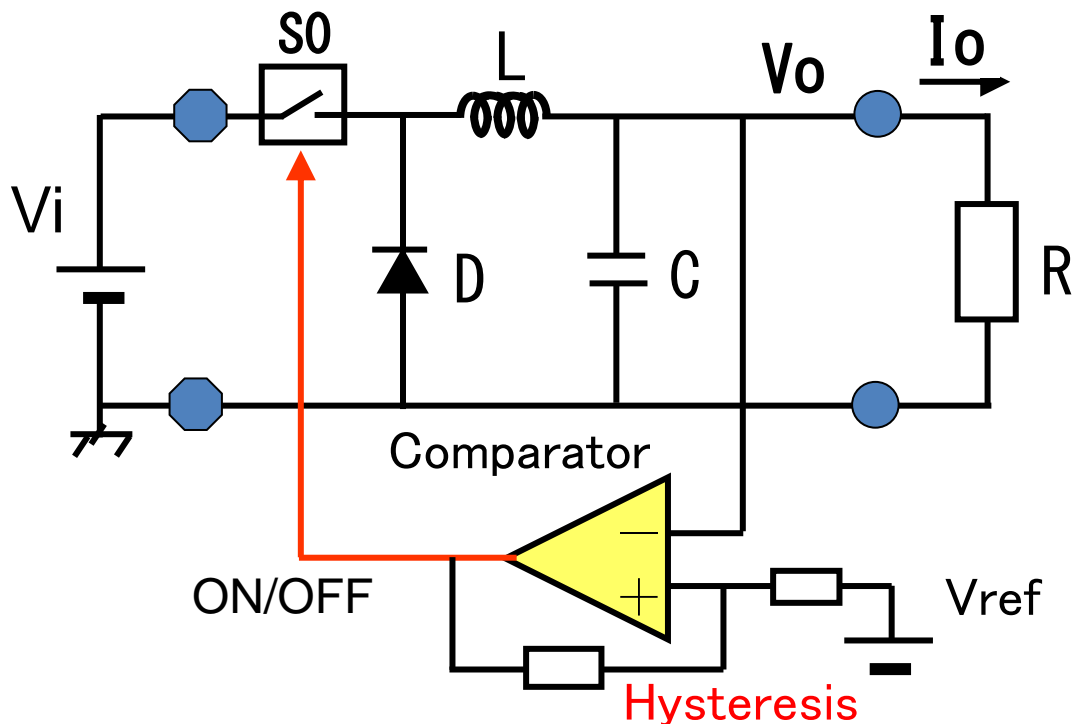 S0
L
Vo
Io
Vi
D
C
R
Comparator
−
+
ON/OFF
Vref
Hysteresis